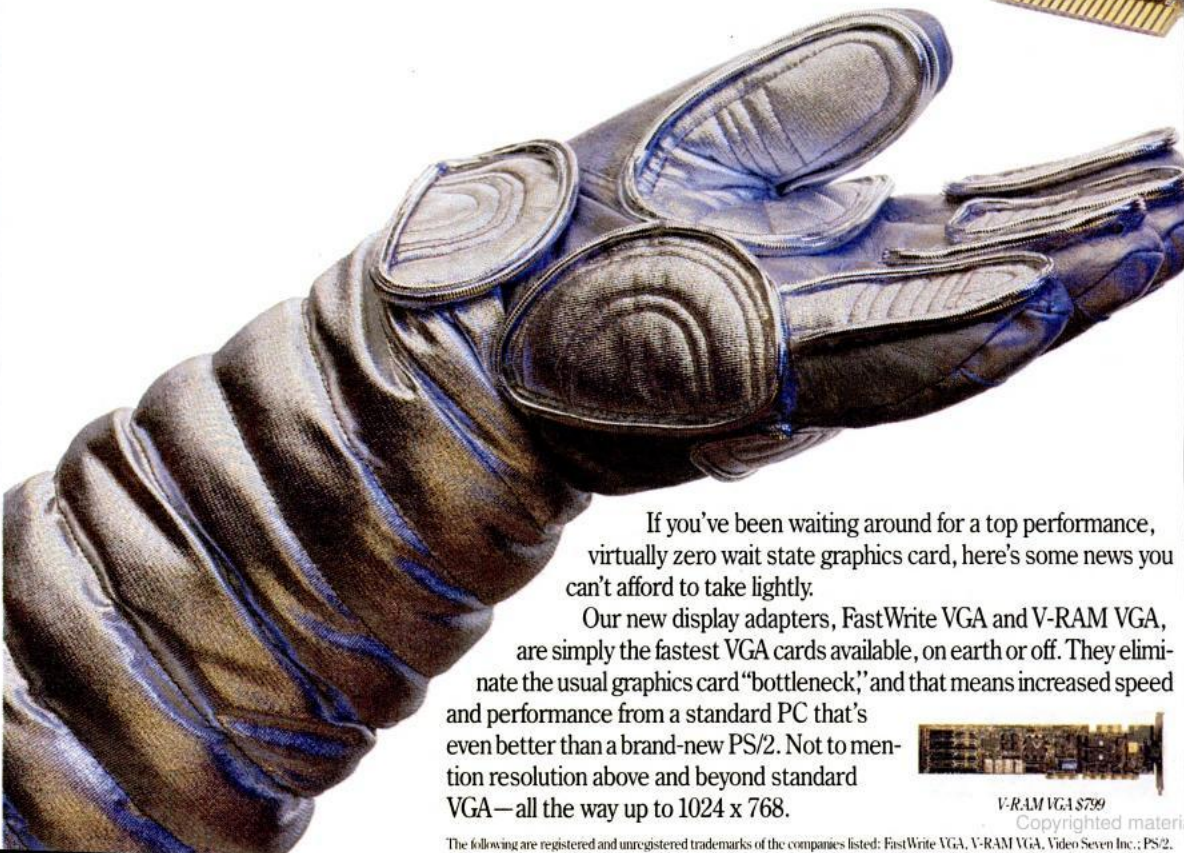 If you've been waiting around for a top performance,
virtually zero wait state graphics card, here's some news you
can't afford to take lightly.
Our new display adapters, FastWrite VGA and V-RAM VGA,
are simply the fastest VGA cards available, on earth or off. They elimi-
nate the usual graphics card "bottleneck," and that means increased speed
and performance from a standard PC that's
even better than a brand-new PS/2. Not to men-
tion resolution above and beyond standard
VGA—all the way up to 1024 x 768.
V-RAM VGA $799
Copyrighted materi
The following are registered and unregistered trademarks of the companies listed: FastWrite VGA, V-RAM VGA, Video Seven Inc.; PS/2,